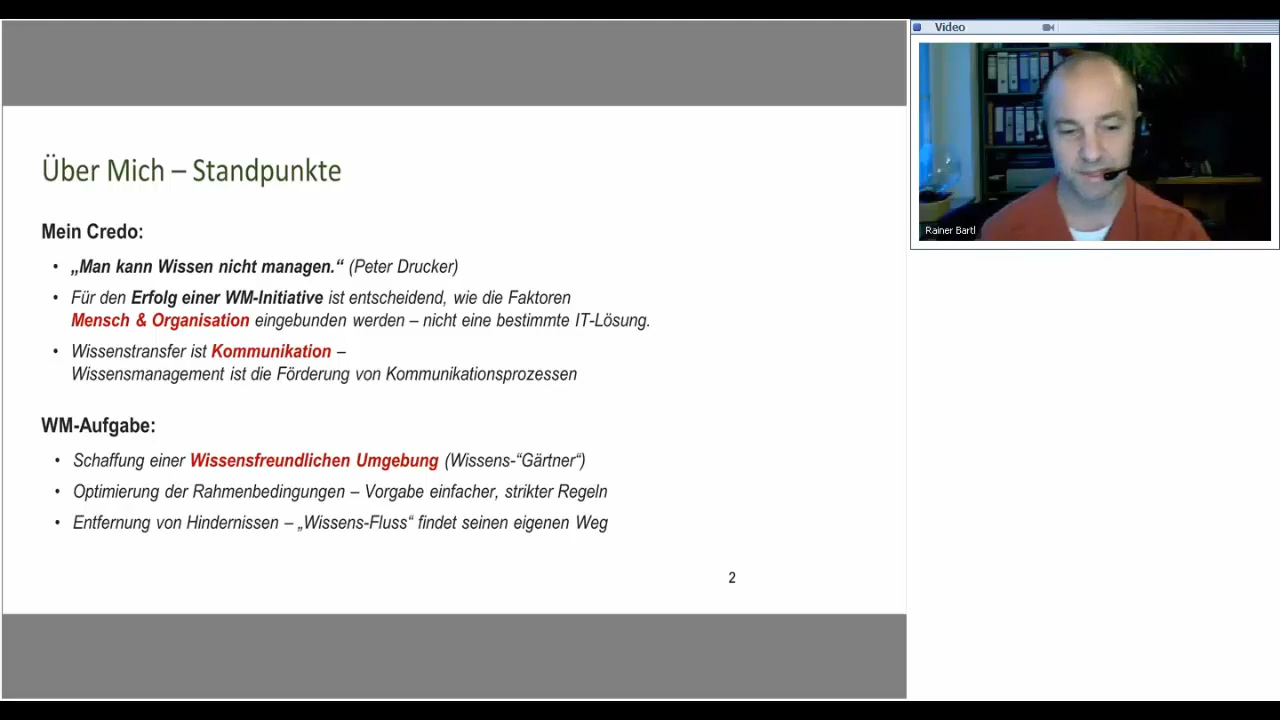 Über Mich – Standpunkte
Mein Credo:
• „Man kann Wissen nicht managen.“ (Peter Drucker)
• Für den Erfolg einer WM-Initiative ist entscheidend, wie die Faktoren
Mensch & Organisation eingebunden werden – nicht eine bestimmte IT-Lösung.
• Wissenstransfer ist Kommunikation –
Wissensmanagement ist die Förderung von Kommunikationsprozessen
WM-Aufgabe:
• Schaffung einer Wissensfreundlichen Umgebung (Wissens-“Gärtner“)
• Optimierung der Rahmenbedingungen – Vorgabe einfacher, strikter Regeln
• Entfernung von Hindernissen – „Wissens-Fluss“ findet seinen eigenen Weg
2
Video
Rainer Bartl